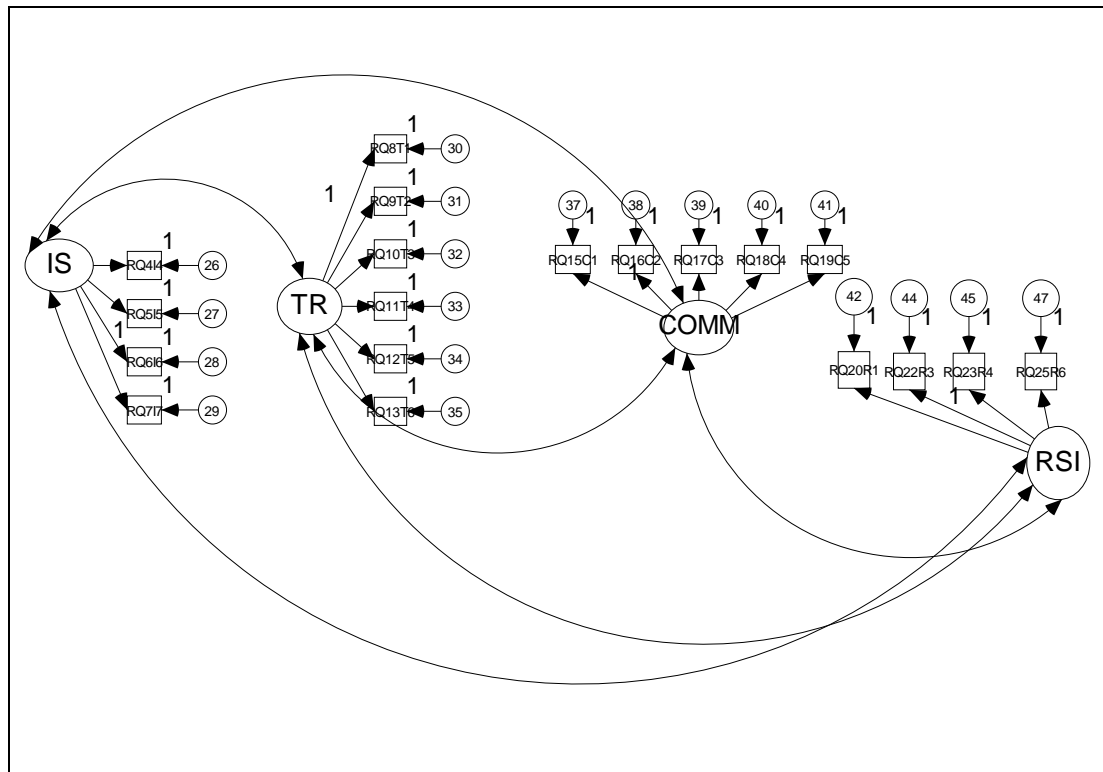 IS
1
RQ4I4
26
1
RQ5I5
27
1
1
RQ6I6
28
1
RQ7I7
29
TR
1
1
RQ8T1
30
1
RQ9T2
31
1
RQ10T3
32
1
RQ11T4
33
1
RQ12T5
34
1
RQ13T6
35
COMM
37
38
39
40
41
1
1
1
1
1
RQ15C1
RQ16C2
RQ17C3
RQ18C4
RQ19C5
1
42
44
45
47
1
1
1
1
RQ20R1
RQ22R3
RQ23R4
RQ25R6
1
RSI